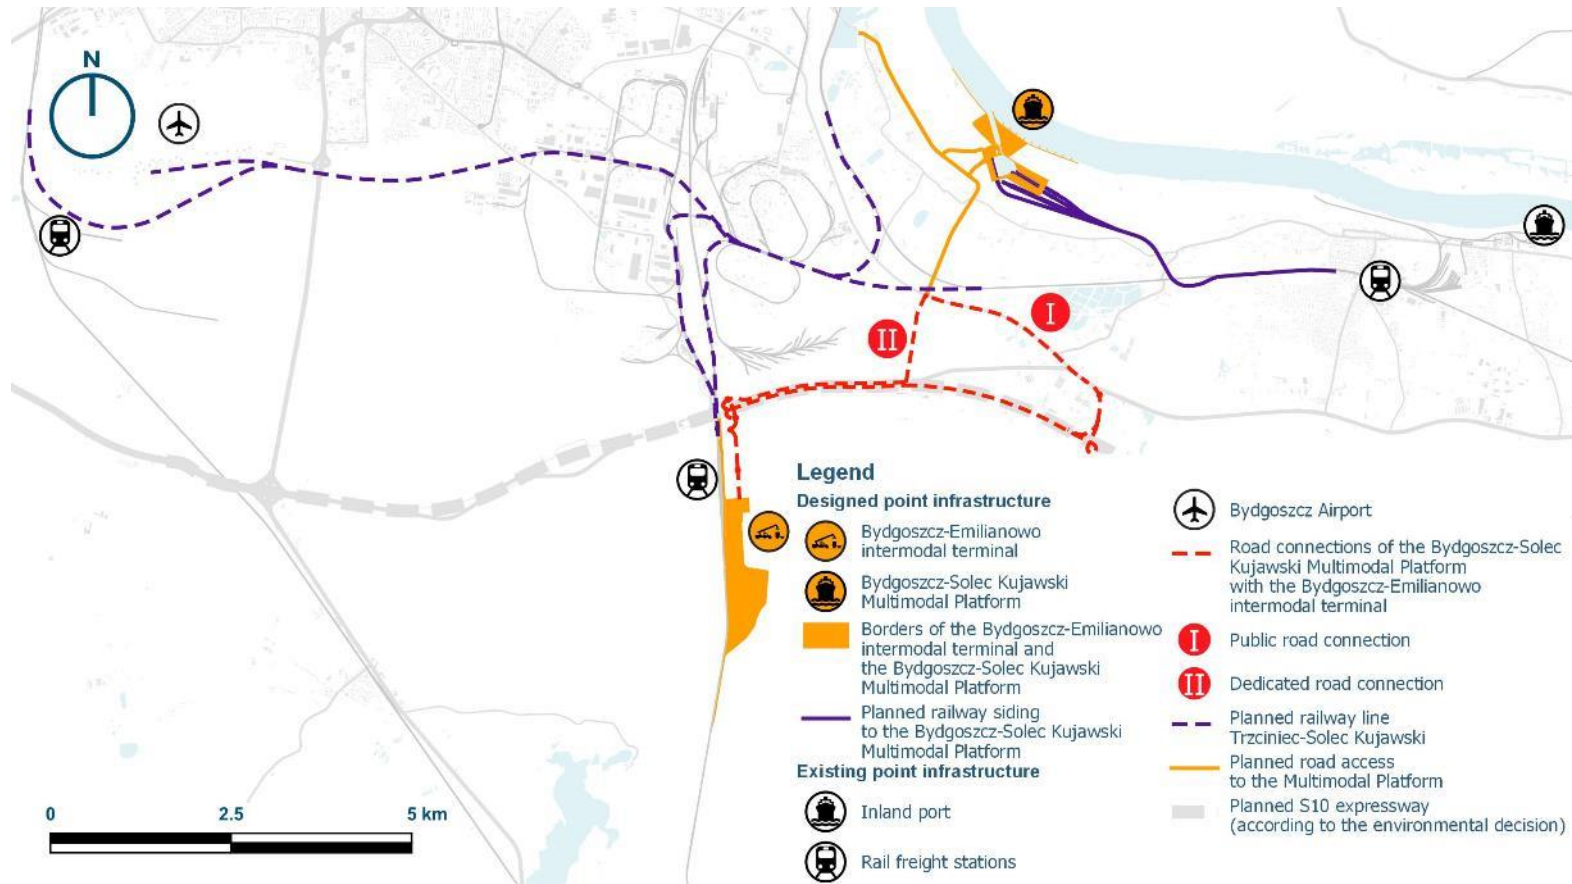 N
I
II
Legend
Designed point infrastructure
Bydgoszcz-Emilianowo
intermodal terminal
Bydgoszcz-Solec Kujawski
Multimodal Platform
Borders of the Bydgoszcz-Emilianowo
intermodal terminal and
the Bydgoszcz-Solec Kujawski
Multimodal Platform
Planned railway siding
to the Bydgoszcz-Solec Kujawski
Multimodal Platform
Existing point infrastructure
Inland port
Rail freight stations
Bydgoszcz Airport
Road connections of the Bydgoszcz-Solec
Kujawski Multimodal Platform
with the Bydgoszcz-Emilianowo
intermodal terminal
I Public road connection
II Dedicated road connection
Planned railway line
Trzciniec-Solec Kujawski
Planned road access
to the Multimodal Platform
Planned S10 expressway
(according to the environmental decision)
0 2.5 5 km